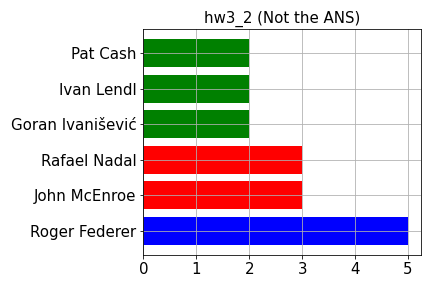 hw3_2 (Not the ANS)
Pat Cash
Ivan Lendl
Goran Ivanišević
Rafael Nadal
John McEnroe
Roger Federer
0 1 2 3 4 5